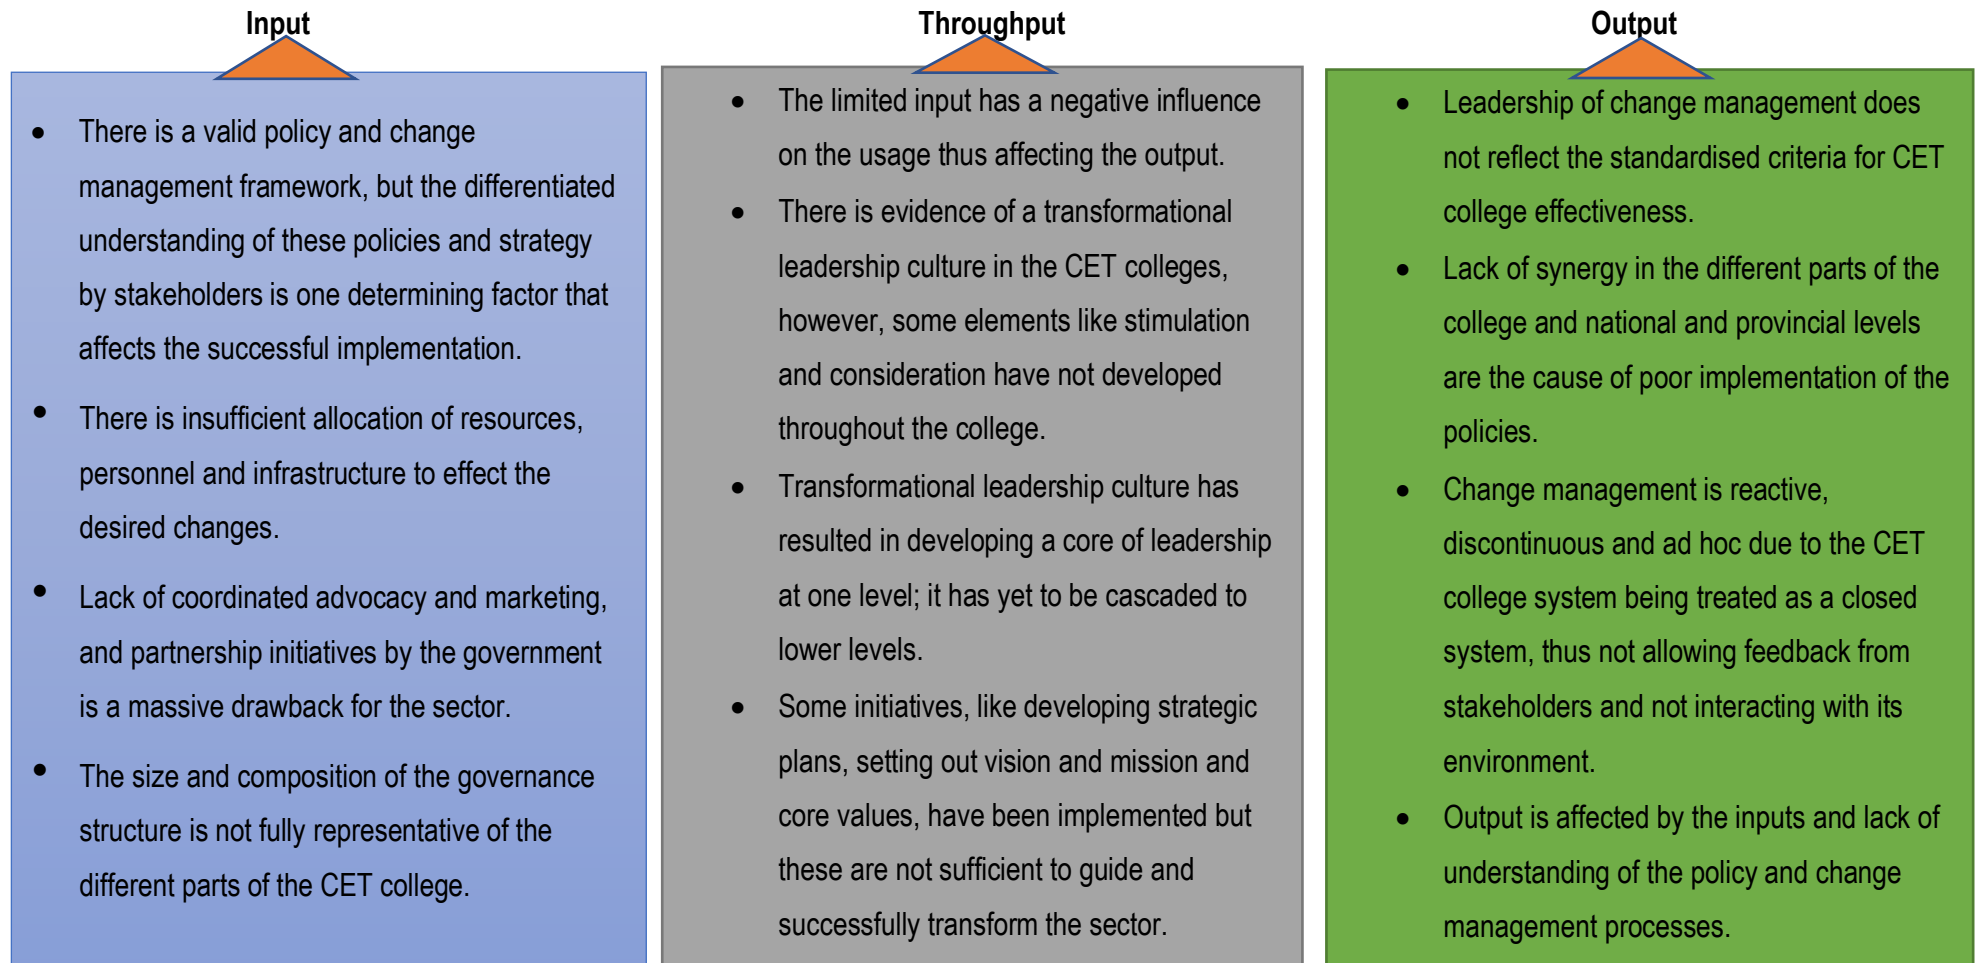 Input
• There is a valid policy and change
management framework, but the differentiated
understanding of these policies and strategy
by stakeholders is one determining factor that
affects the successful implementation.
• There is insufficient allocation of resources,
personnel and infrastructure to effect the
desired changes.
• Lack of coordinated advocacy and marketing,
and partnership initiatives by the government
is a massive drawback for the sector.
• The size and composition of the governance
structure is not fully representative of the
different parts of the CET college.
Throughput
• The limited input has a negative influence
on the usage thus affecting the output.
• There is evidence of a transformational
leadership culture in the CET colleges,
however, some elements like stimulation
and consideration have not developed
throughout the college.
• Transformational leadership culture has
resulted in developing a core of leadership
at one level; it has yet to be cascaded to
lower levels.
• Some initiatives, like developing strategic
plans, setting out vision and mission and
core values, have been implemented but
these are not sufficient to guide and
successfully transform the sector.
Output
• Leadership of change management does
not reflect the standardised criteria for CET
college effectiveness.
• Lack of synergy in the different parts of the
college and national and provincial levels
are the cause of poor implementation of the
policies.
• Change management is reactive,
discontinuous and ad hoc due to the CET
college system being treated as a closed
system, thus not allowing feedback from
stakeholders and not interacting with its
environment.
• Output is affected by the inputs and lack of
understanding of the policy and change
management processes.